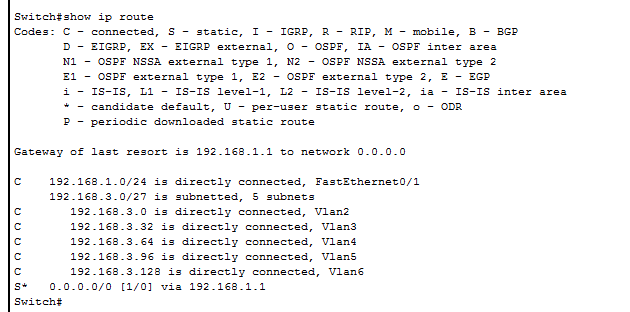 Switch#show ip route
Codes: C - connected, S - static, I - IGRP, R - RIP, M - mobile, B - BGP
D - EIGRP, EX - EIGRP external, O - OSPF, IA - OSPF inter area
N1 - OSPF NSSA external type 1, N2 - OSPF NSSA external type 2
E1 - OSPF external type 1, E2 - OSPF external type 2, E - EGP
i - IS-IS, L1 - IS-IS level-1, L2 - IS-IS level-2, ia - IS-IS inter area
* - candidate default, U - per-user static route, o - ODR
P - periodic downloaded static route
Gateway of last resort is 192.168.1.1 to network 0.0.0.0
C 192.168.1.0/24 is directly connected, FastEthernet0/1
192.168.3.0/27 is subnetted, 5 subnets
C 192.168.3.0 is directly connected, Vlan2
C 192.168.3.32 is directly connected, Vlan3
C 192.168.3.64 is directly connected, Vlan4
C 192.168.3.96 is directly connected, Vlan5
C 192.168.3.128 is directly connected, Vlan6
S* 0.0.0.0/0 [1/0] via 192.168.1.1
Switch#